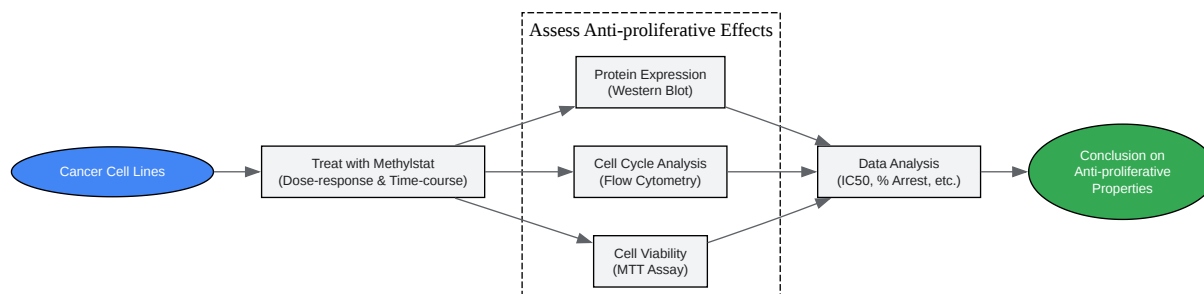 Assess Anti-proliferative Effects
Protein Expression
(Western Blot)
Cancer Cell Lines
Treat with Methylstat
(Dose-response & Time-course)
Cell Cycle Analysis
(Flow Cytometry)
Data Analysis
(IC50, % Arrest, etc.)
Conclusion on
Anti-proliferative
Properties
Cell Viability
(MTT Assay)